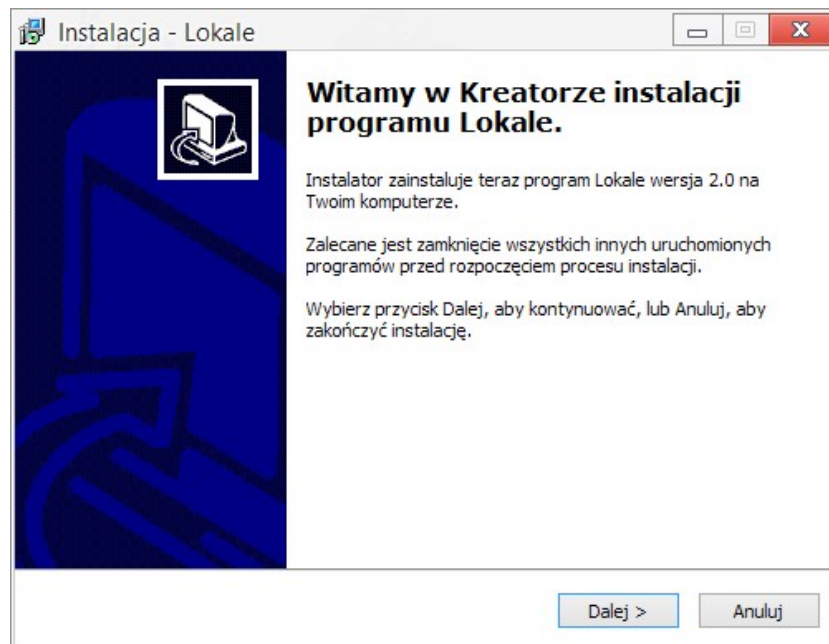 Instalacja - Lokale
Witamy w Kreatorze instalacji
programu Lokale.
Instalator zainstaluje teraz program Lokale wersja 2.0 na
Twoim komputerze.
Zalecane jest zamknięcie wszystkich innych uruchomionych
programów przed rozpoczęciem procesu instalacji.
Wybierz przycisk Dalej, aby kontynuować, lub Anuluj, aby
zakończyć instalację.
Dalej >
Anuluj